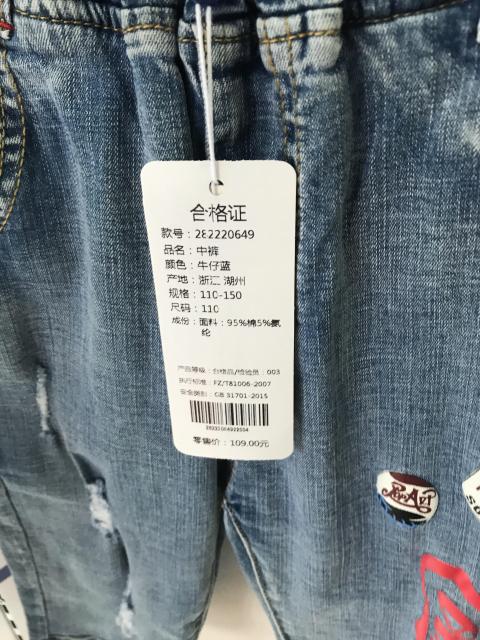 合格证
款号：282220649
品名：中裤
颜色：牛仔蓝
产地：浙江 湖州
规格：110-150
尺码：110
成份：面料：95%棉5%氨
纶
产品等级：合格品/检验员：003
执行标准：FZ/T81006-2007
安全类别：GB 31701-2015
零售价：109.00元